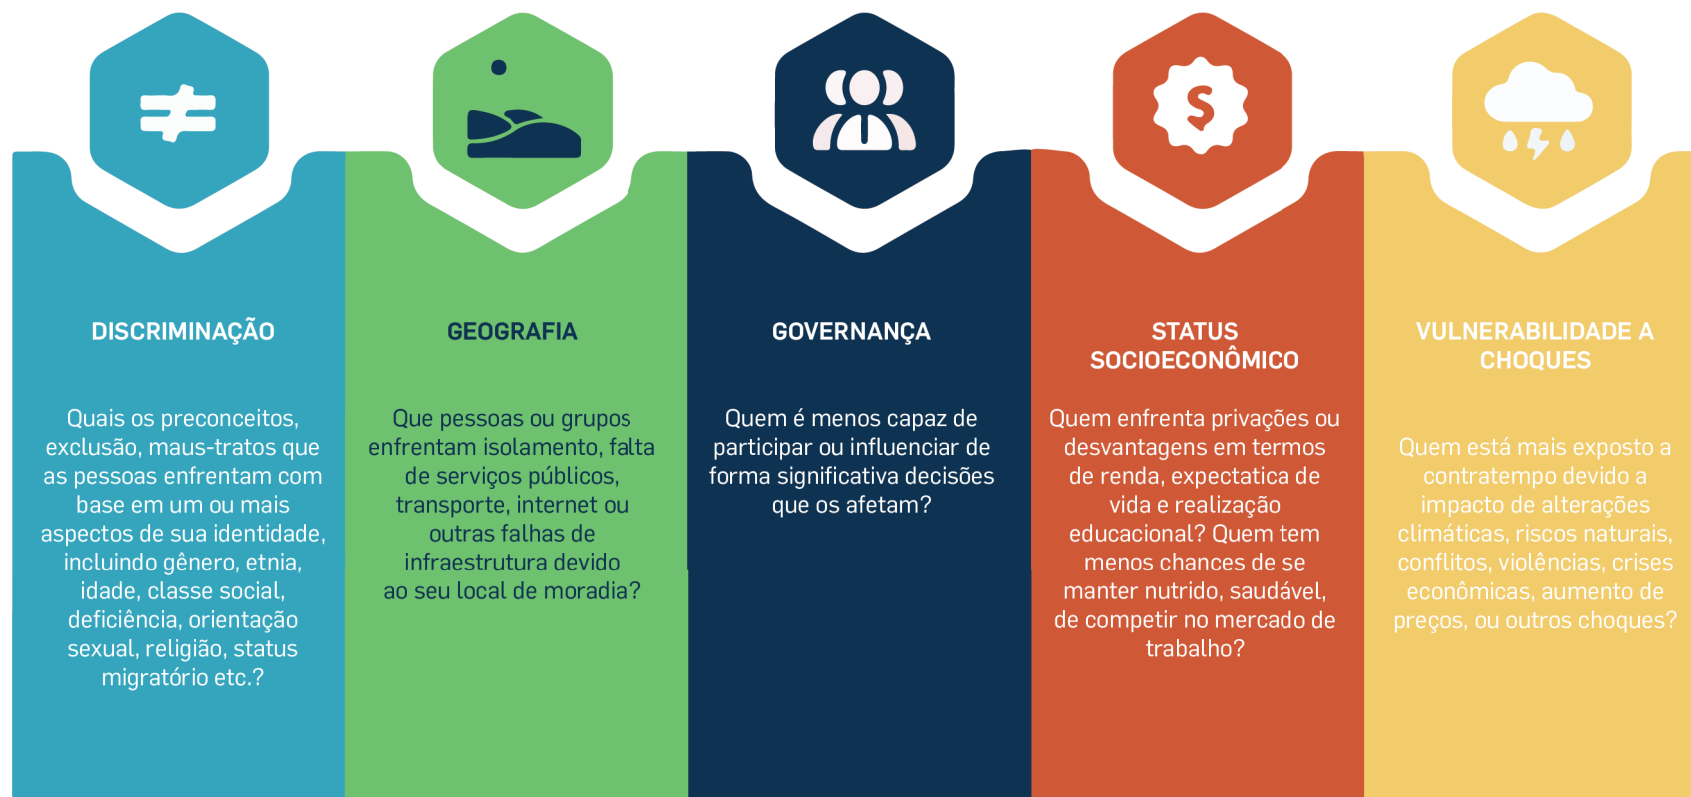 DISCRIMINAÇÃO
Quais os preconceitos,
exclusão, maus-tratos que
as pessoas enfrentam com
base em um ou mais
aspectos de sua identidade,
incluindo gênero, etnia,
idade, classe social,
deficiência, orientação
sexual, religião, status
migratório etc.?
GEOGRAFIA
Que pessoas ou grupos
enfrentam isolamento, falta
de serviços públicos,
transporte, internet ou
outras falhas de
infraestrutura devido
ao seu local de moradia?
GOVERNANÇA
Quem é menos capaz de
participar ou influenciar de
forma significativa decisões
que os afetam?
$
STATUS
SOCIOECONÔMICO
Quem enfrenta privações ou
desvantagens em termos
de renda, expectatica de
vida e realização
educacional? Quem tem
menos chances de se
manter nutrido, saudável,
de competir no mercado de
trabalho?
VULNERABILIDADE A
CHOQUES
Quem está mais exposto a
contratempo devido a
impacto de alterações
climáticas, riscos naturais,
conflitos, violências, crises
econômicas, aumento de
preços, ou outros choques?